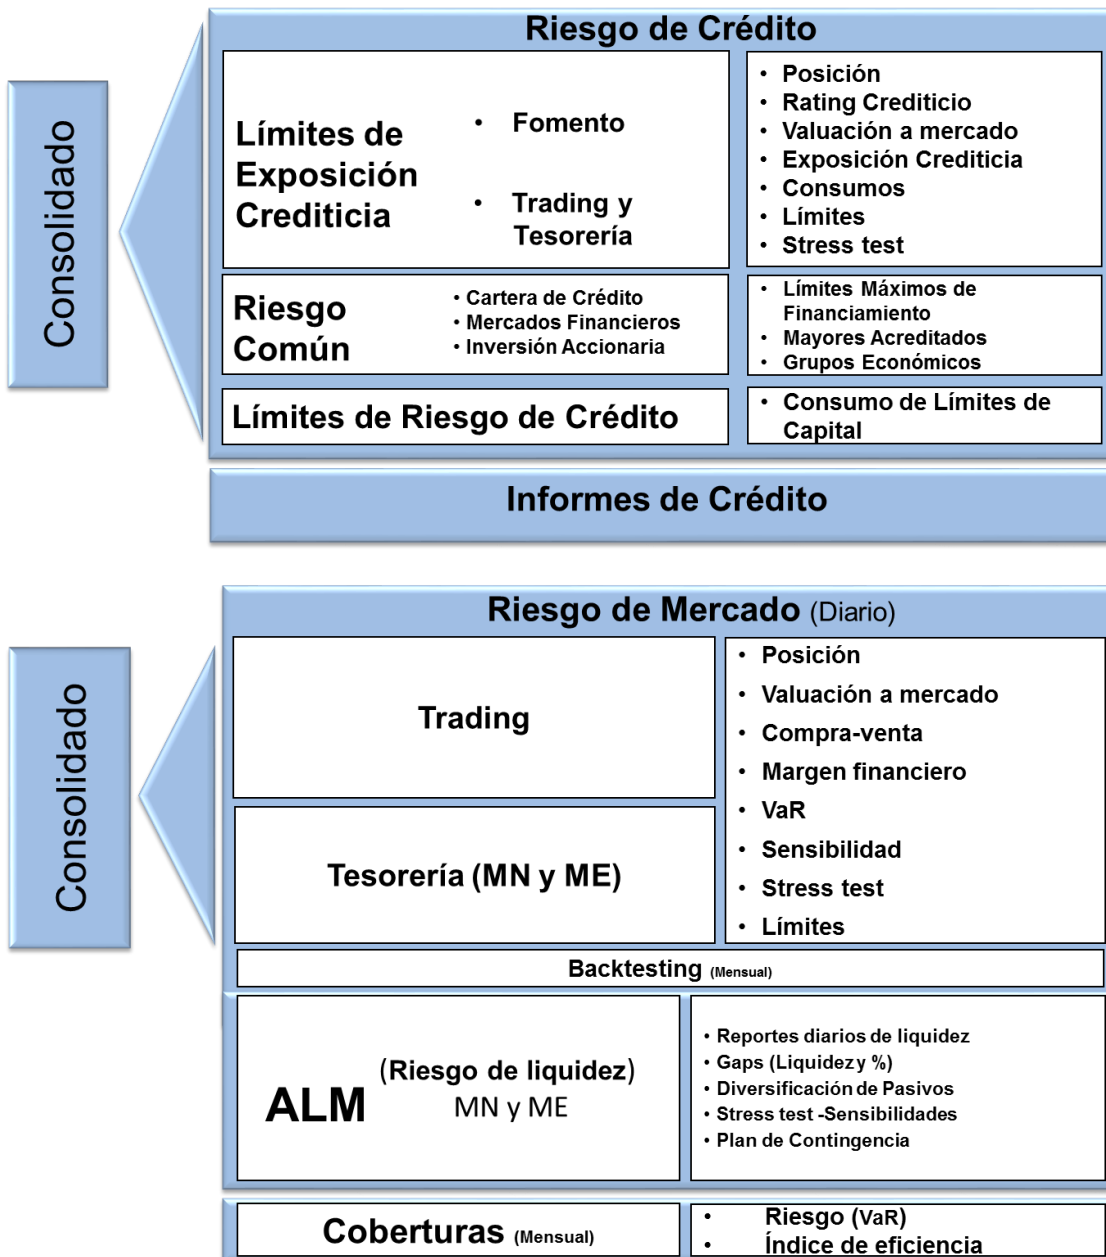 Consolidado
Riesgo de Crédito
Límites de
Exposición
Crediticia
• Fomento
• Trading y
Tesorería
• Posición
• Rating Crediticio
• Valuación a mercado
• Exposición Crediticia
• Consumos
• Límites
• Stress test
Riesgo
Común
• Cartera de Crédito
• Mercados Financieros
• Inversión Accionaria
• Límites Máximos de
Financiamiento
• Mayores Acreditados
• Grupos Económicos
Límites de Riesgo de Crédito
• Consumo de Límites de
Capital
Informes de Crédito
Consolidado
Riesgo de Mercado (Diario)
Trading
Tesorería (MN y ME)
• Posición
• Valuación a mercado
• Compra-venta
• Margen financiero
• VaR
• Sensibilidad
• Stress test
• Límites
Backtesting (Mensual)
ALM
(Riesgo de liquidez)
MN y ME
• Reportes diarios de liquidez
• Gaps (Liquidez y %)
• Diversificación de Pasivos
• Stress test -Sensibilidades
• Plan de Contingencia
Coberturas (Mensual)
• Riesgo (VaR)
• Índice de eficiencia